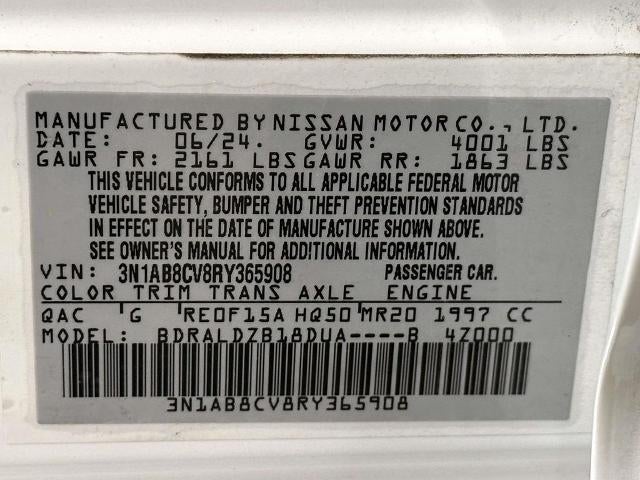 MANUFACTURED BY NISSAN MOTOR CO., LTD.
DATE: 06/24. GVWR: 4001 LBS
GAWR FR: 2161 LBS GAWR RR: 1863 LBS
THIS VEHICLE CONFORMS TO ALL APPLICABLE FEDERAL MOTOR
VEHICLE SAFETY, BUMPER AND THEFT PREVENTION STANDARDS
IN EFFECT ON THE DATE OF MANUFACTURE SHOWN ABOVE.
SEE OWNER'S MANUAL FOR ADDITIONAL INFORMATION.
VIN: 3N1AB8CV8RY365908 PASSENGER CAR.
COLOR TRIM TRANS AXLE ENGINE
QAC G RE0F15A HQ50 MR20 1997 CC
MODEL: BDRALDZB18DUA----B 4Z000
3N1AB8CV8RY365908